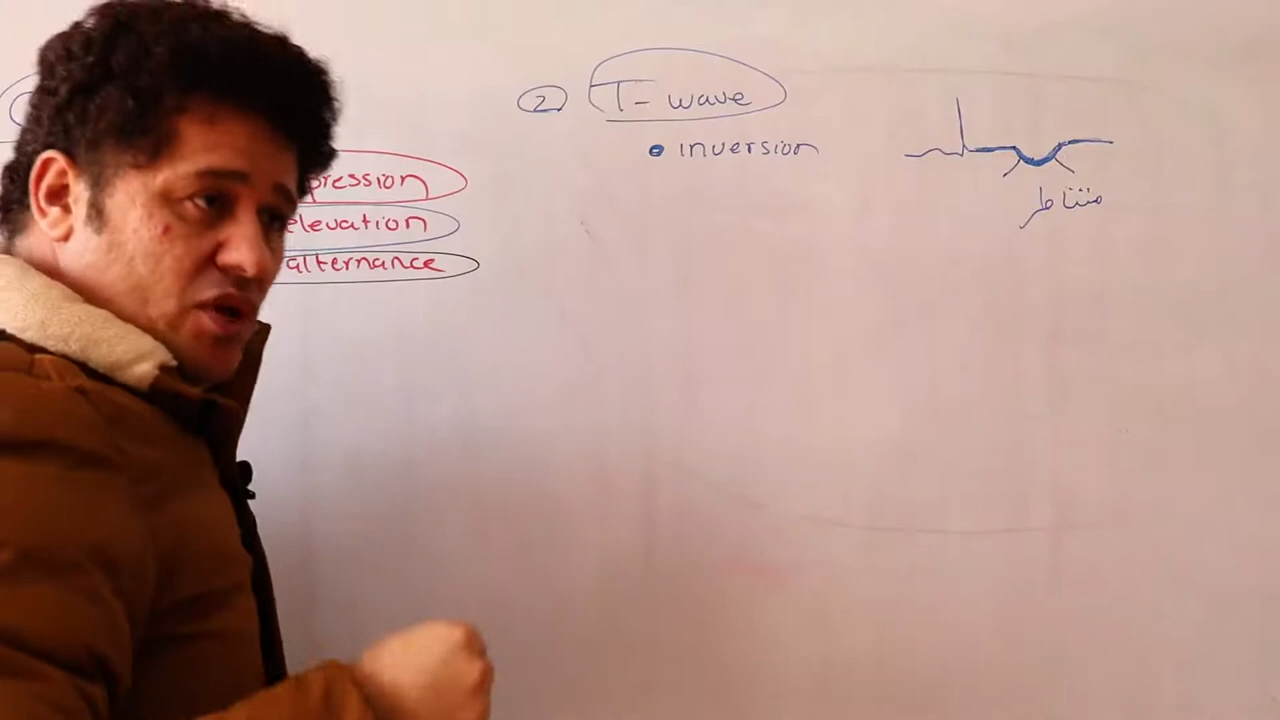 pression
elevation
alternance
2 T- wave
• inversion
متناظر